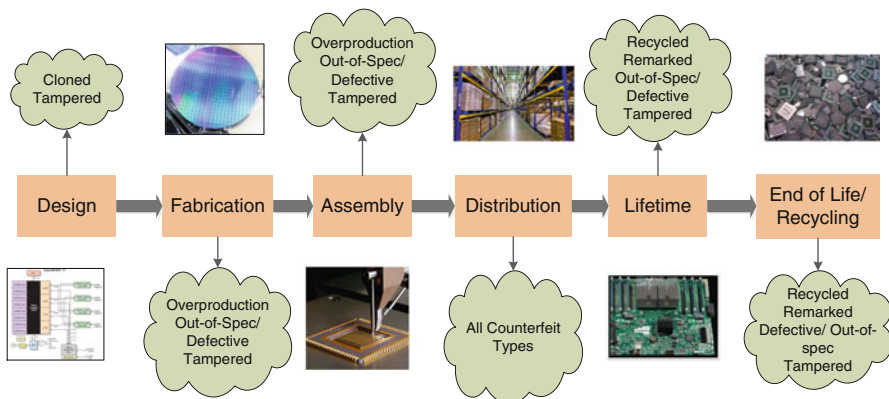 Cloned
Tampered
Overproduction
Out-of-Spec/
Defective
Tampered
Recycled
Remarked
Out-of-Spec/
Defective
Tampered
Design
Fabrication
Assembly
Distribution
Lifetime
End of Life/
Recycling
Overproduction
Out-of-Spec/
Defective
Tampered
All Counterfeit
Types
Recycled
Remarked
Defective/ Out-of-
spec
Tampered